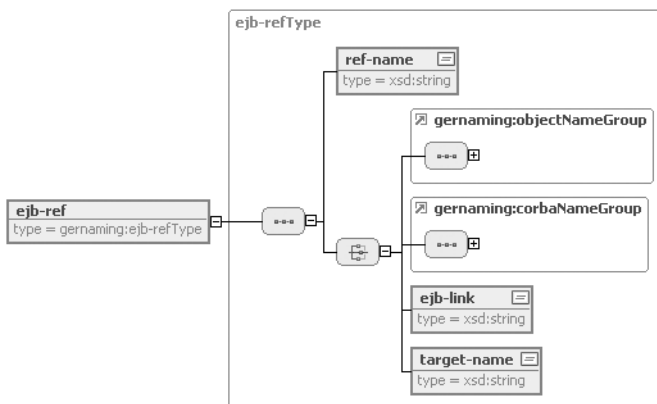 ejb-refType
ref-name
type = xsd:string
gernaming:objectNameGroup
gernaming:corbaNameGroup
ejb-ref
type = gernaming:ejb-refType
ejb-link
type = xsd:string
target-name
type = xsd:string